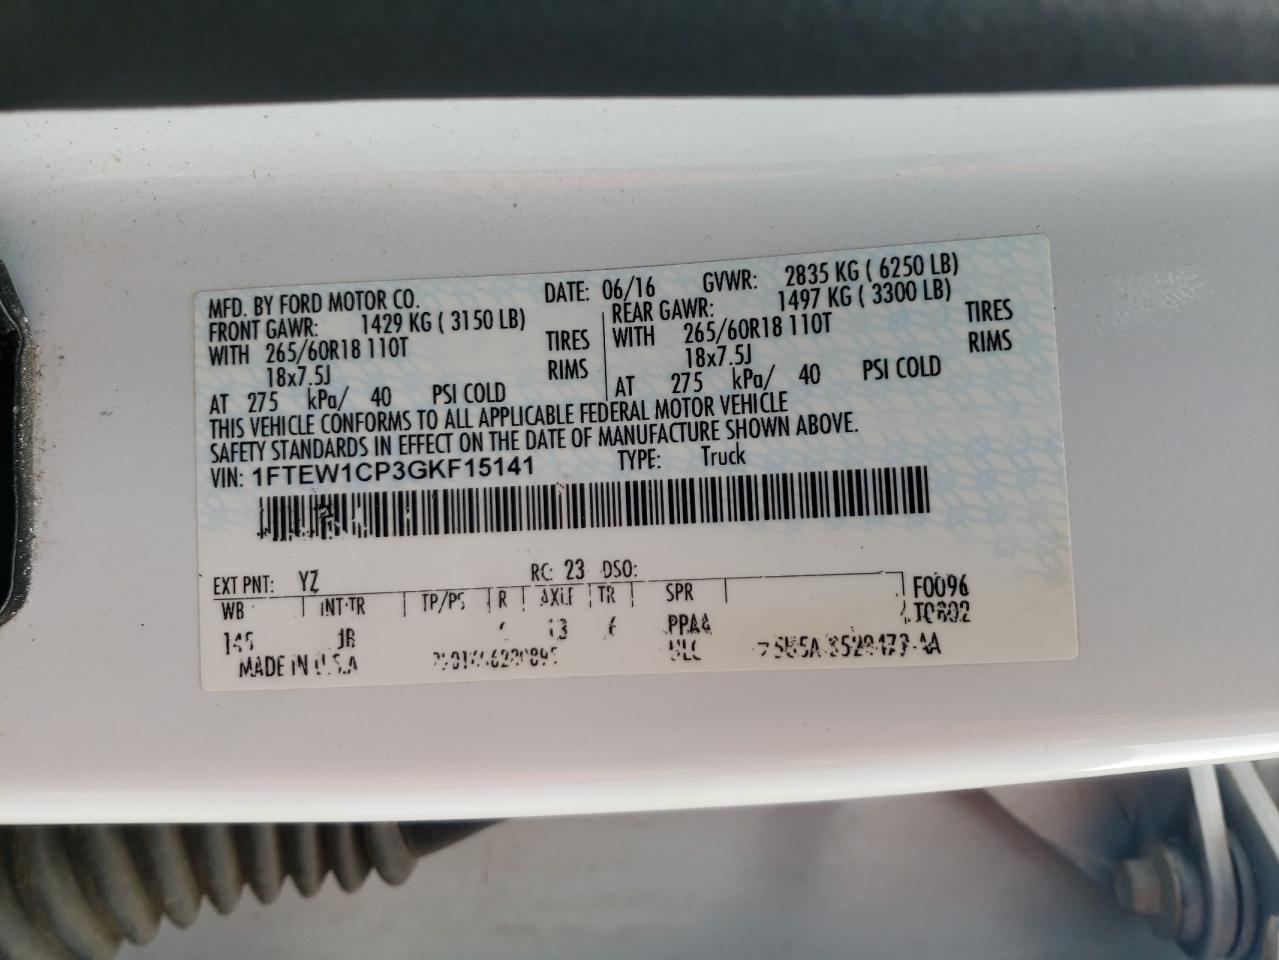 MFD. BY FORD MOTOR CO. DATE: 06/16 GVWR: 2835 KG ( 6250 LB)
FRONT GAWR: 1429 KG ( 3150 LB) REAR GAWR: 1497 KG ( 3300 LB)
WITH 265/60R18 110T TIRES WITH 265/60R18 110T TIRES
18x7.5J RIMS 18x7.5J RIMS
AT 275 kPa/ 40 PSI COLD AT 275 kPa/ 40 PSI COLD
THIS VEHICLE CONFORMS TO ALL APPLICABLE FEDERAL MOTOR VEHICLE
SAFETY STANDARDS IN EFFECT ON THE DATE OF MANUFACTURE SHOWN ABOVE.
VIN: 1FTEW1CP3GKF15141 TYPE: Truck
EXT PNT: YZ RC: 23 DSO:
WB INT TR TP/PS R AXLE TR SPR F0096
145
MADE IN U.S.A